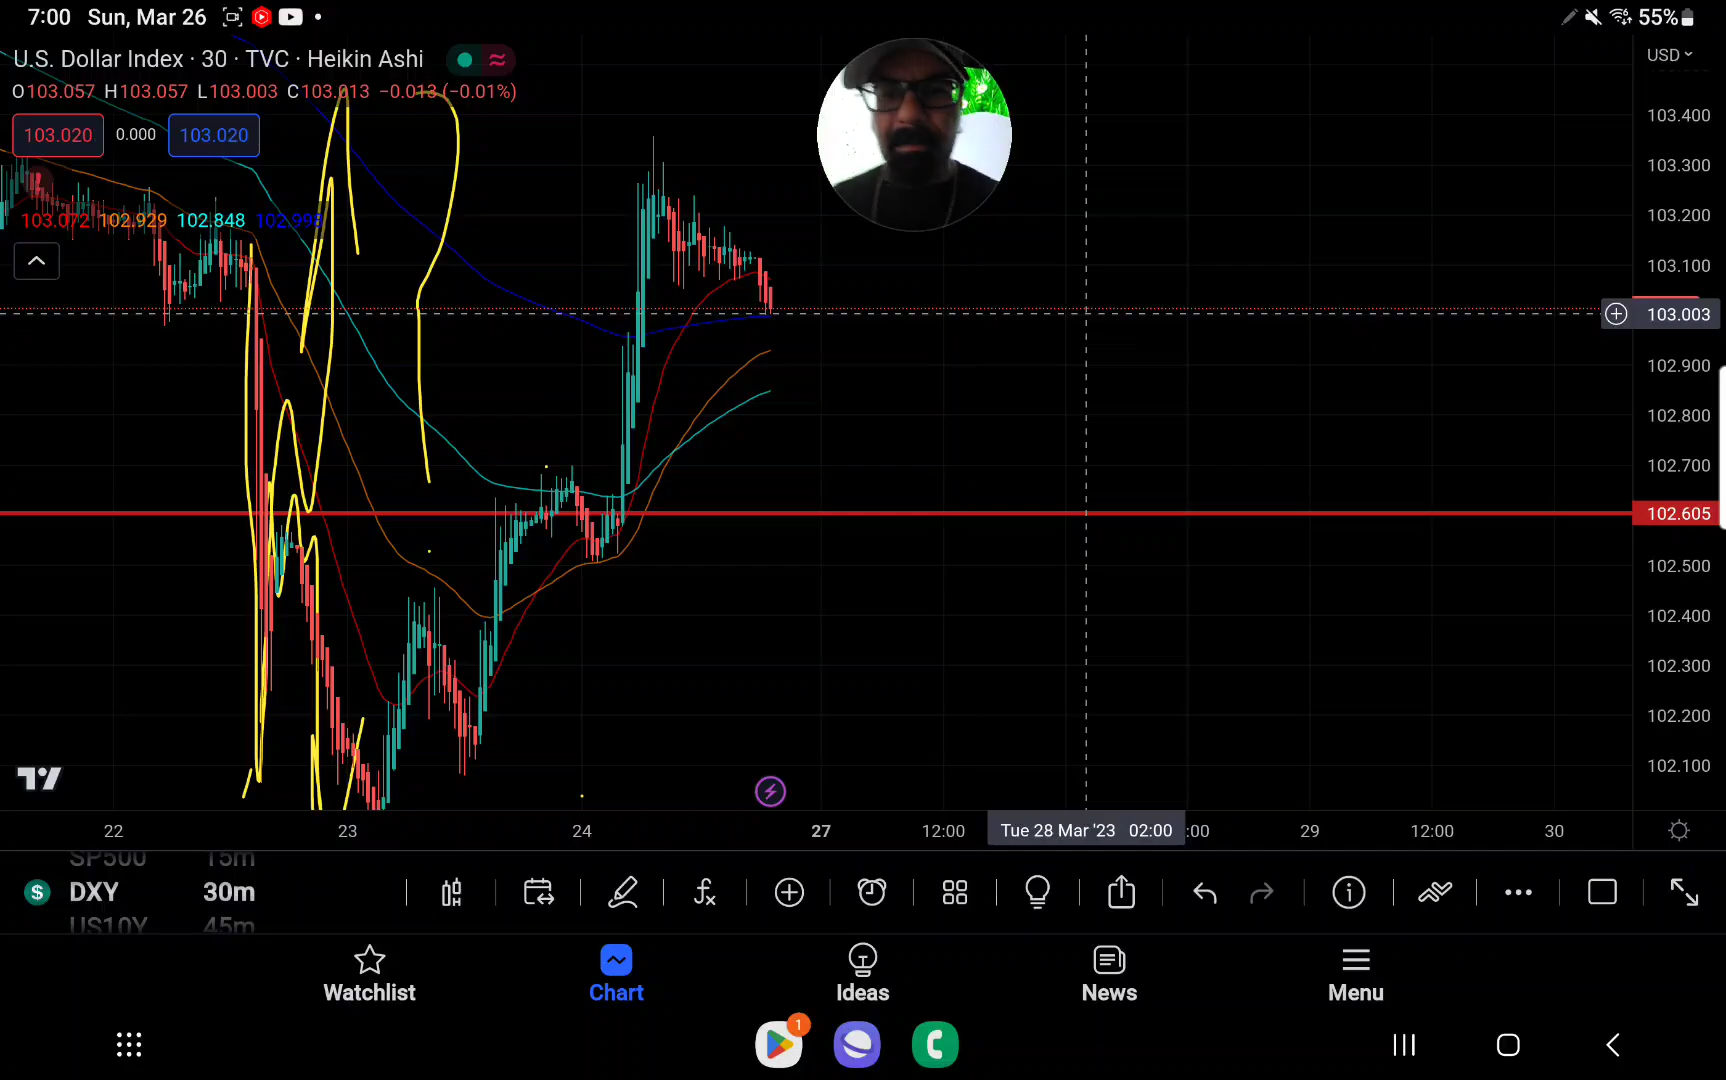 7:00 Sun, Mar 26 55%
U.S. Dollar Index · 30 · TVC · Heikin Ashi
USD
O103.057 H103.057 L103.003 C103.013 −0.013 (−0.01%)
103.020 0.000 103.020
103.072 102.929 102.848
103.400
103.300
103.200
103.100
103.003
102.900
102.800
102.700
102.605
102.500
102.400
102.300
102.200
102.100
22 23 24 27 12:00 Tue 28 Mar '23 02:00 :00 29 12:00 30
SP500 15m
DXY 30m
US10Y 45m
Watchlist Chart Ideas News Menu
1